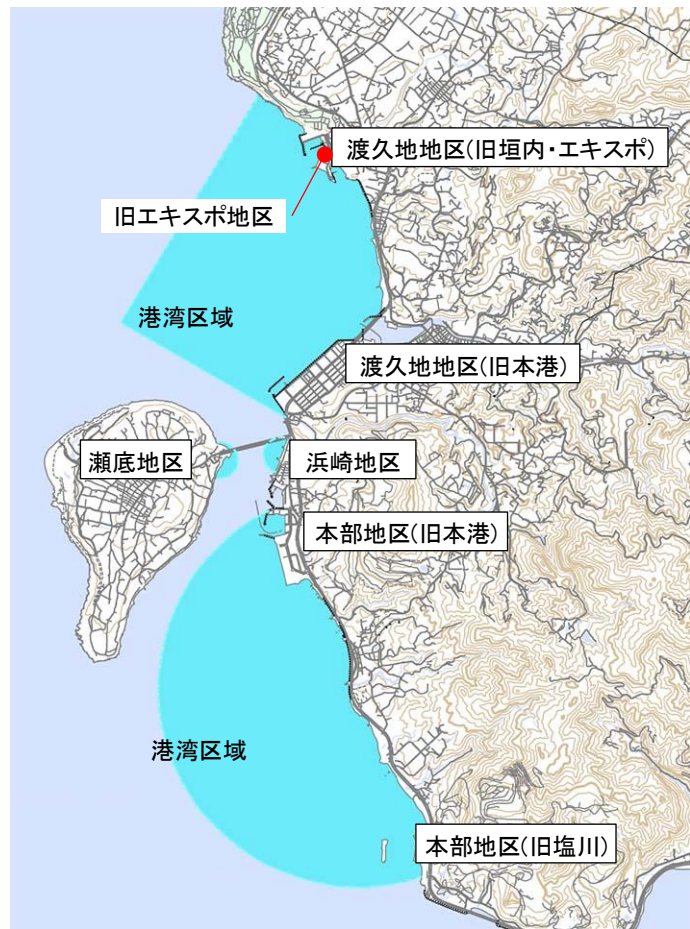 渡久地地区(旧垣内・エキスポ)
旧エキスポ地区
港湾区域
渡久地地区(旧本港)
瀬底地区
浜崎地区
本部地区(旧本港)
港湾区域
本部地区(旧塩川)